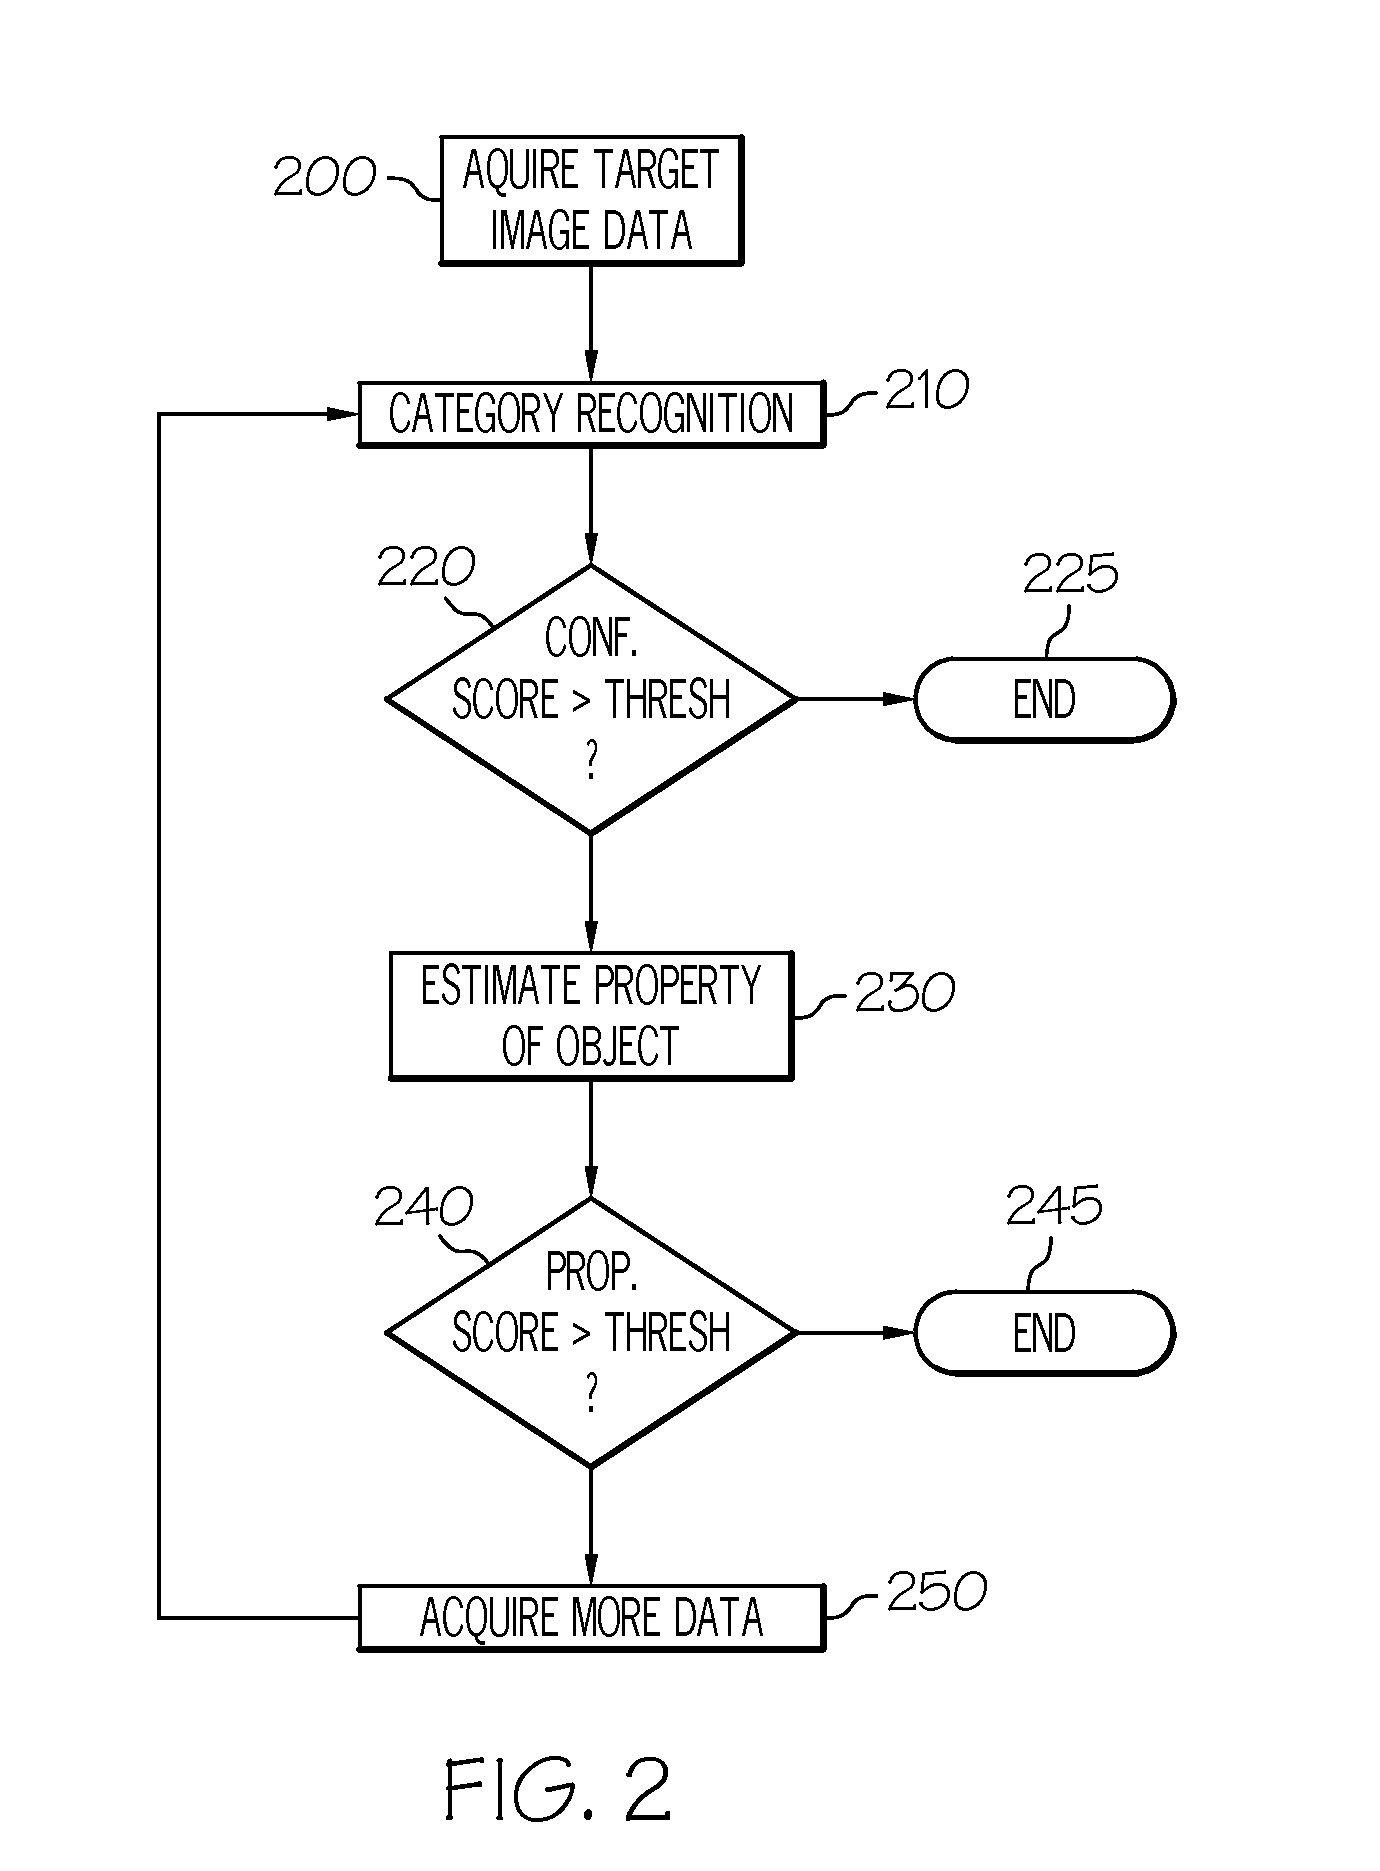 200
AQUIRE TARGET
IMAGE DATA
210
CATEGORY RECOGNITION
220
CONF.
SCORE > THRESH
?
225
END
230
ESTIMATE PROPERTY
OF OBJECT
240
PROP.
SCORE > THRESH
?
245
END
250
ACQUIRE MORE DATA
FIG. 2